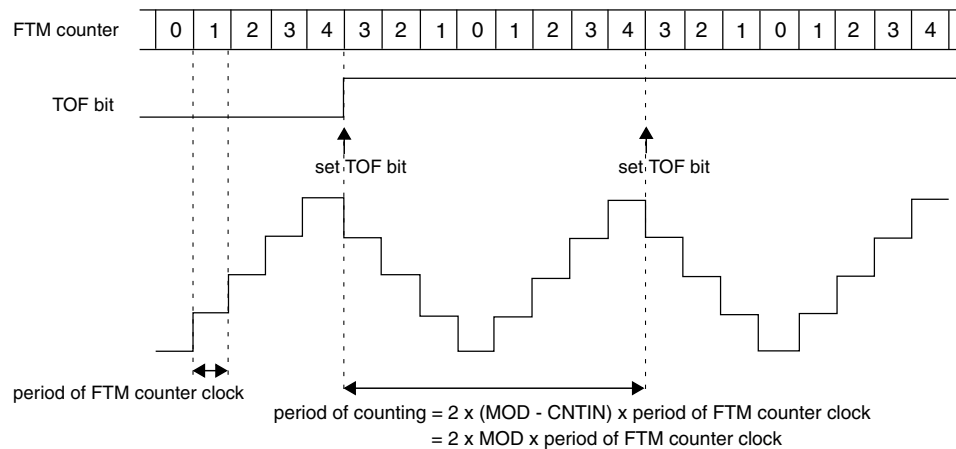 FTM counter 0 1 2 3 4 3 2 1 0 1 2 3 4 3 2 1 0 1 2 3 4
TOF bit
set TOF bit set TOF bit
period of FTM counter clock
period of counting = 2 x (MOD - CNTIN) x period of FTM counter clock
= 2 x MOD x period of FTM counter clock